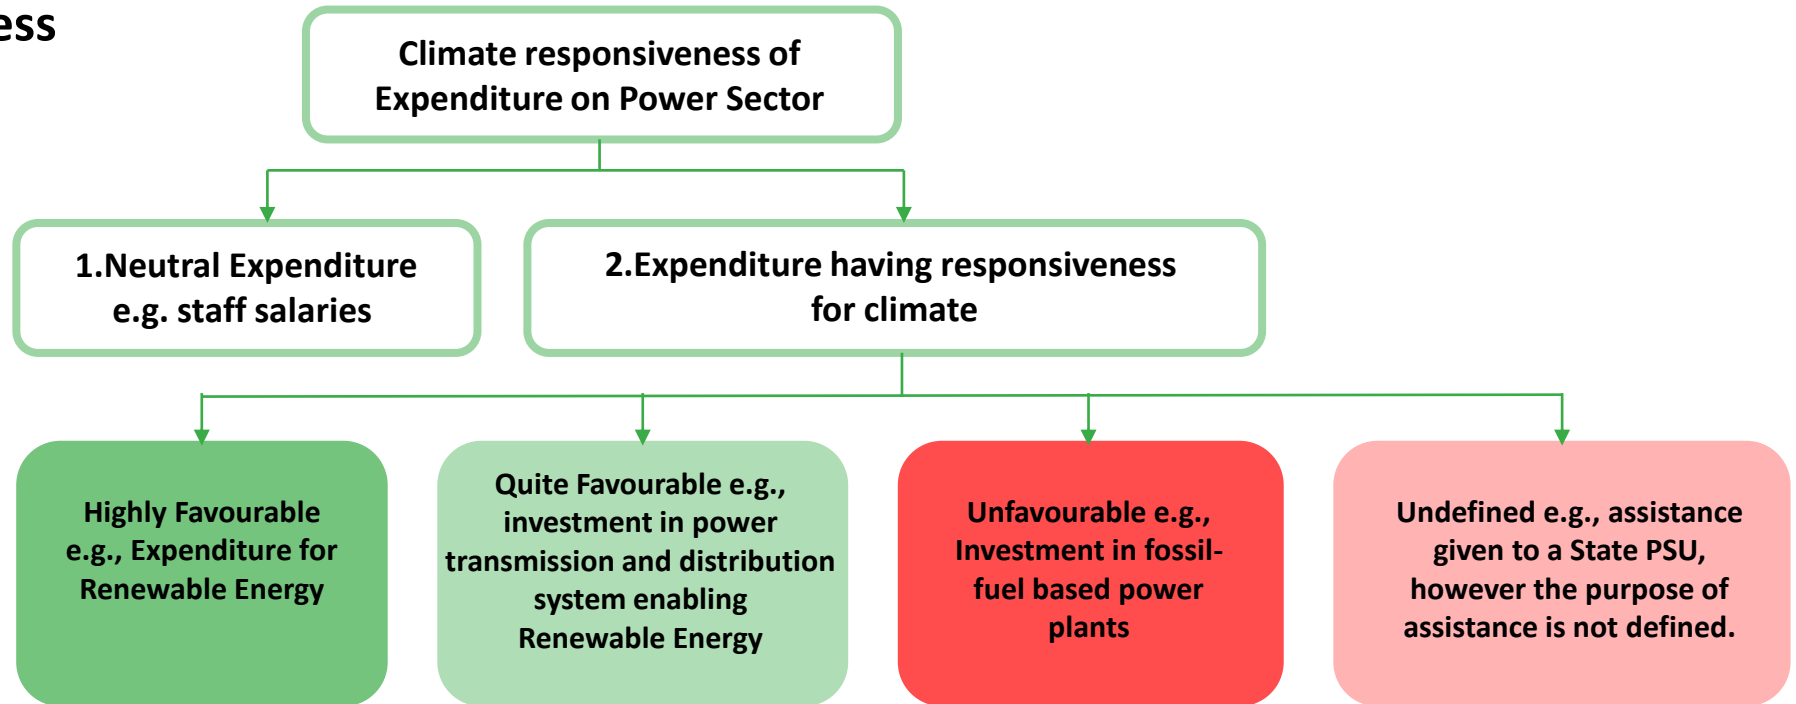 ess
Climate responsiveness of
Expenditure on Power Sector
1.Neutral Expenditure
e.g. staff salaries
2.Expenditure having responsiveness
for climate
Highly Favourable
e.g., Expenditure for
Renewable Energy
Quite Favourable e.g.,
investment in power
transmission and distribution
system enabling
Renewable Energy
Unfavourable e.g.,
Investment in fossil-
fuel based power
plants
Undefined e.g., assistance
given to a State PSU,
however the purpose of
assistance is not defined.